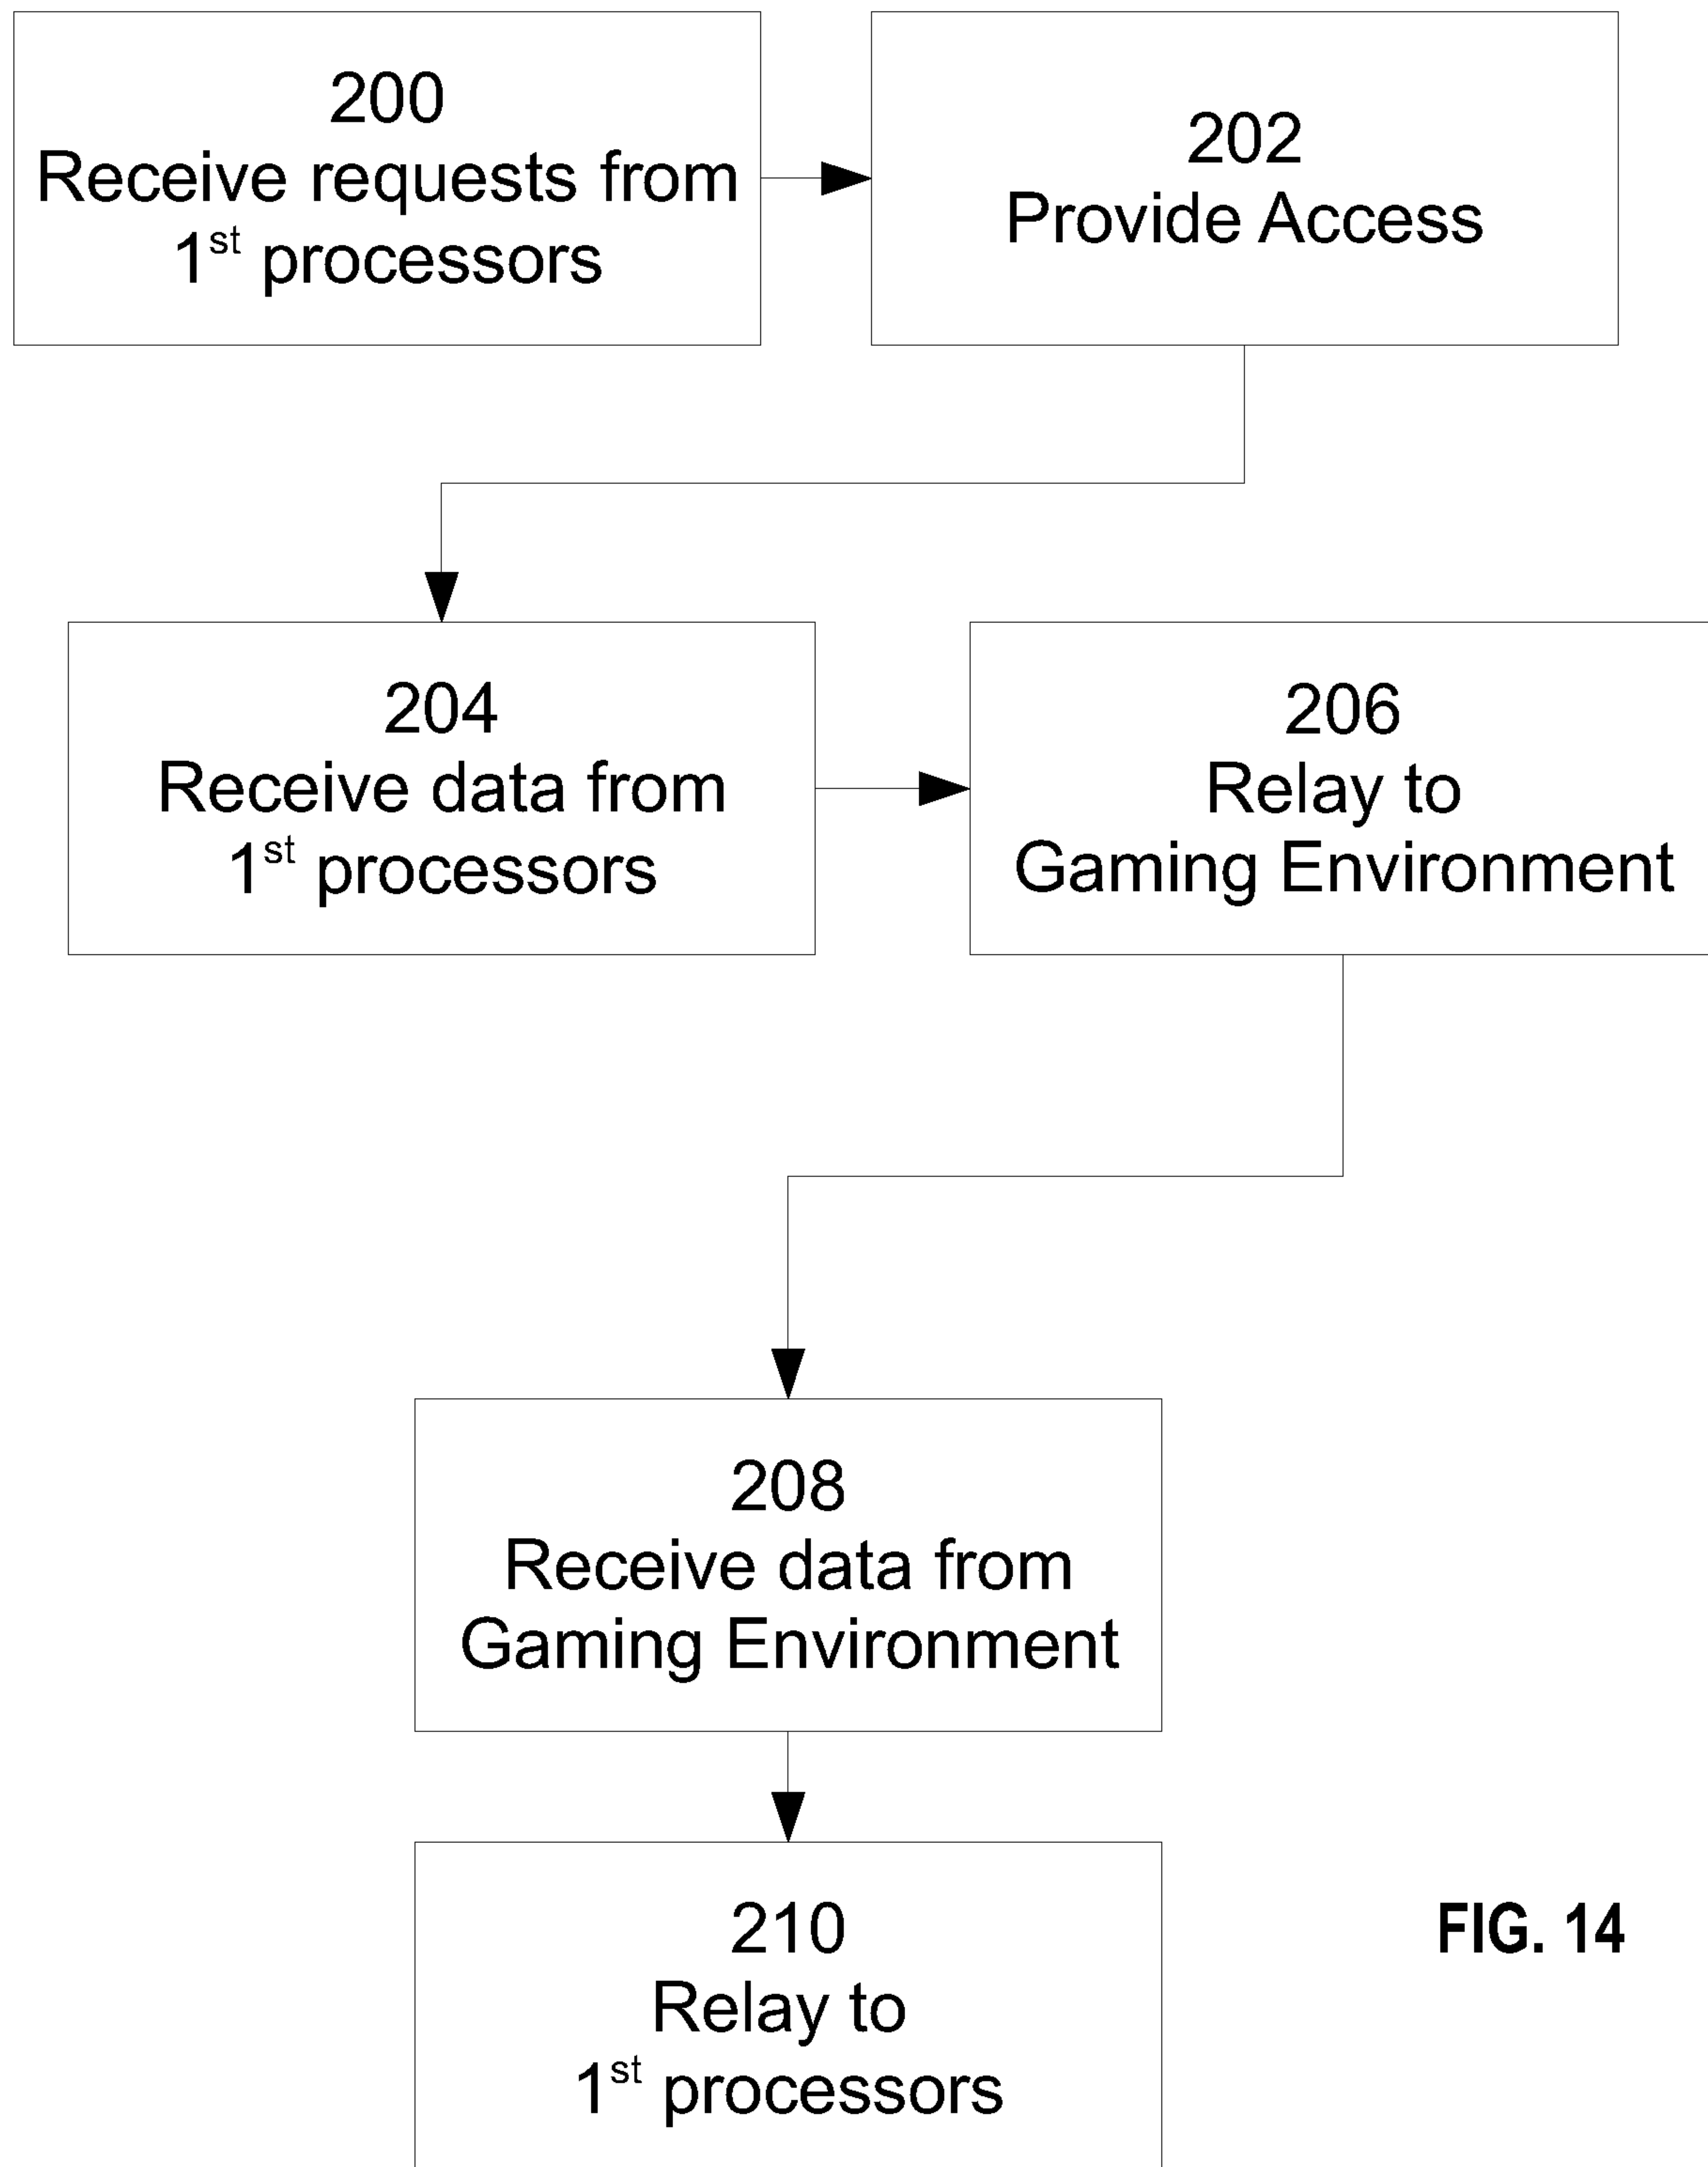 200
Receive requests from
1st processors
202
Provide Access
204
Receive data from
1st processors
206
Relay to
Gaming Environment
208
Receive data from
Gaming Environment
210
Relay to
1st processors
FIG. 14